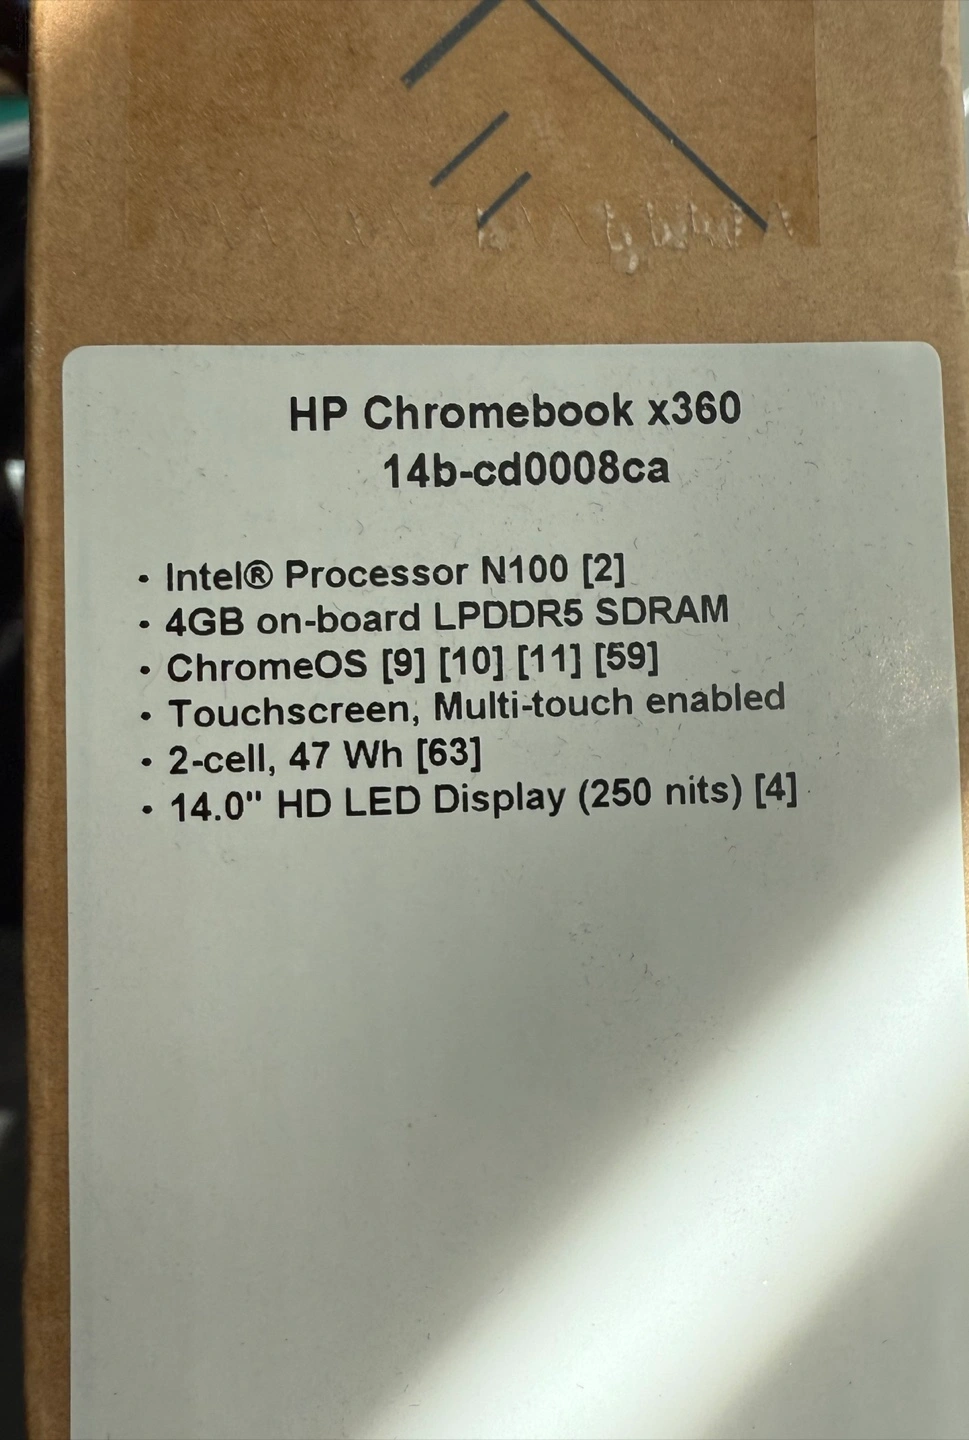 HP Chromebook x360
14b-cd0008ca
• Intel® Processor N100 [2]
• 4GB on-board LPDDR5 SDRAM
• ChromeOS [9] [10] [11] [59]
• Touchscreen, Multi-touch enabled
• 2-cell, 47 Wh [63]
• 14.0" HD LED Display (250 nits) [4]